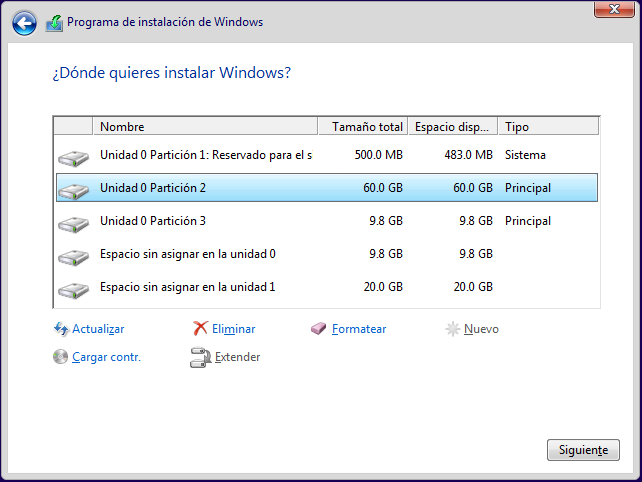 Programa de instalación de Windows
¿Dónde quieres instalar Windows?
Nombre Tamaño total Espacio disp... Tipo
Unidad 0 Partición 1: Reservado para el s 500.0 MB 483.0 MB Sistema
Unidad 0 Partición 2 60.0 GB 60.0 GB Principal
Unidad 0 Partición 3 9.8 GB 9.8 GB Principal
Espacio sin asignar en la unidad 0 9.8 GB 9.8 GB
Espacio sin asignar en la unidad 1 20.0 GB 20.0 GB
Actualizar Eliminar Formatear Nuevo
Cargar contr. Extender
Siguiente